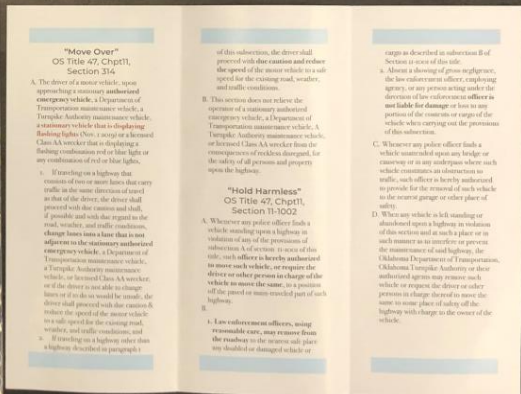 "Move Over"
OS Title 47, Chpt11,
Section 314
A. The driver of a motor vehicle, upon
approaching a stationary authorized
emergency vehicle, a Department of
Transportation maintenance vehicle, a
Turnpike Authority maintenance vehicle,
a stationary vehicle that is displaying
flashing lights (Nov. 1 2019) or a licensed
Class AA wrecker that is displaying a
flashing combination red or blue light or
any combination of red or blue lights,
1. If traveling on a highway that
consists of two or more lanes that carry
traffic in the same direction of travel
as that of the driver, the driver shall
proceed with due caution and shall,
if possible and with due regard to the
road, weather, and traffic conditions,
change lanes into a lane that is not
adjacent to the stationary authorized
emergency vehicle, a Department of
Transportation maintenance vehicle,
a Turnpike Authority maintenance
vehicle, or licensed Class AA wrecker,
or if the driver is not able to change
lanes or if to do so would be unsafe, the
driver shall proceed with due caution &
reduce the speed of the motor vehicle
to a safe speed for the existing road,
weather, and traffic conditions, and
2. If traveling on a highway other than
a highway described in paragraph 1
of this subsection, the driver shall
proceed with due caution and reduce
the speed of the motor vehicle to a safe
speed for the existing road, weather,
and traffic conditions.
B. This section does not relieve the
operator of a stationary authorized
emergency vehicle, a Department of
Transportation maintenance vehicle, A
Turnpike Authority maintenance vehicle,
or licensed Class AA wrecker from the
consequences of reckless disregard, for
the safety of all persons and property
upon the highway.
"Hold Harmless"
OS Title 47, Chpt11,
Section 11-1002
A. Whenever any police officer finds a
vehicle standing upon a highway in
violation of any of the provisions of
subsection A of section 11-1001 of this
title, such officer is hereby authorized
to move such vehicle, or require the
driver or other person in charge of the
vehicle to move the same, to a position
off the paved or main-traveled part of such
highway.
B.
1. Law enforcement officers, using
reasonable care, may remove from
the roadway to the nearest safe place
any disabled or damaged vehicle or
cargo as described in subsection B of
Section 11-1001 of this title.
2. Absent a showing of gross negligence,
the law enforcement officer, employing
agency, or any person acting under the
direction of law enforcement officer is
not liable for damage or loss to any
portion of the contents or cargo of the
vehicle when carrying out the provisions
of this subsection.
C. Whenever any police officer finds a
vehicle unattended upon any bridge or
causeway or in any underpass where such
vehicle constitutes an obstruction to
traffic, such officer is hereby authorized
to provide for the removal of such vehicle
to the nearest garage or other place of
safety.
D. When any vehicle is left standing or
abandoned upon a highway in violation
of this section and at such a place or in
such manner as to interfere or prevent
the maintenance of said highway, the
Oklahoma Department of Transportation,
Oklahoma Turnpike Authority or their
authorized agents may remove such
vehicle or request the driver or other
persons in charge thereof to move the
same to some place of safety off the
highway with charge to the owner of the
vehicle.